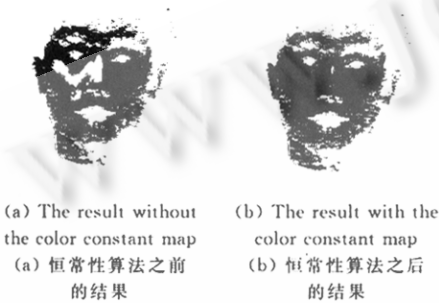 (a) The result without
the color constant map
(a) 恒常性算法之前
的结果
(b) The result with the
color constant map
(b) 恒常性算法之后
的结果